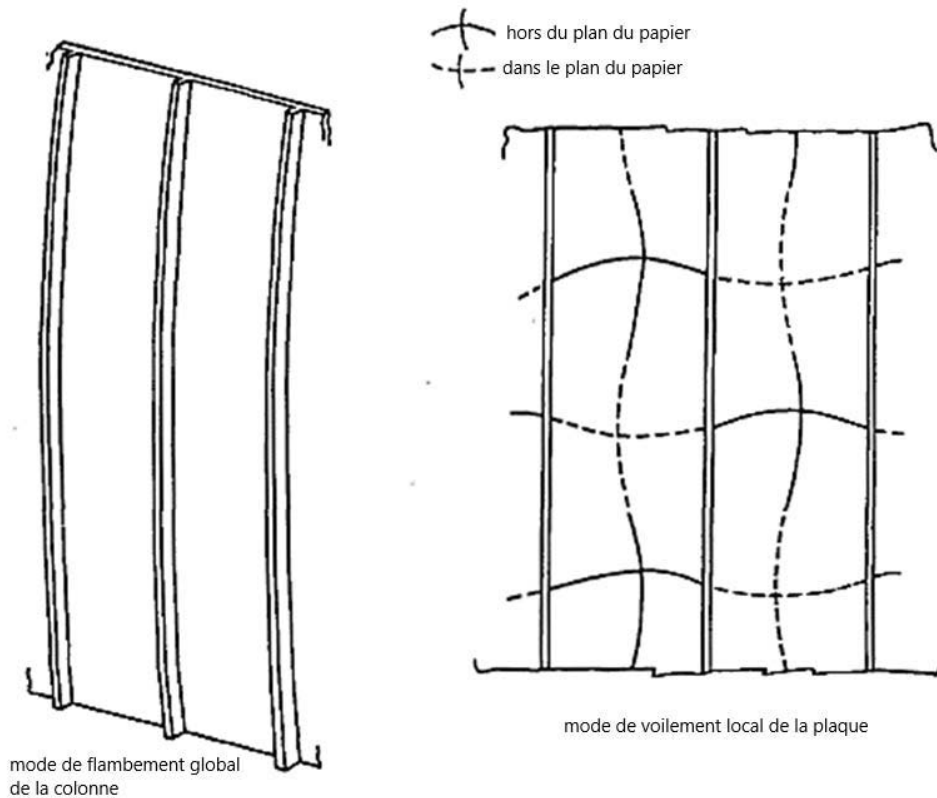 hors du plan du papier
dans le plan du papier
mode de voilement local de la plaque
mode de flambement global
de la colonne